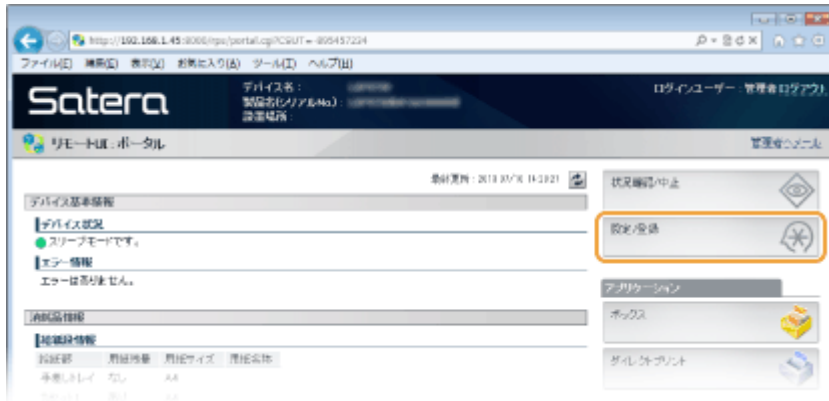 http://192.168.1.45:8000/rps/portal.cgi?CSUT=-895457234
ファイル(E) 編集(E) 表示(V) お気に入り(A) ツール(T) ヘルプ(H)
Satera
デバイス名:
製品名(シリアルNo.):
設置場所:
ログインユーザー: 管理者 ログアウト
リモートUI: ポータル
管理者へメール
最終更新:
デバイス基本情報
デバイス状況
スリープモードです。
エラー情報
エラーはありません。
消耗品情報
給紙段情報
給紙部 用紙残量 用紙サイズ 用紙名称
手差しトレイ なし A4
状況確認/中止
設定/登録
アプリケーション
ボックス
ダイレクトプリント